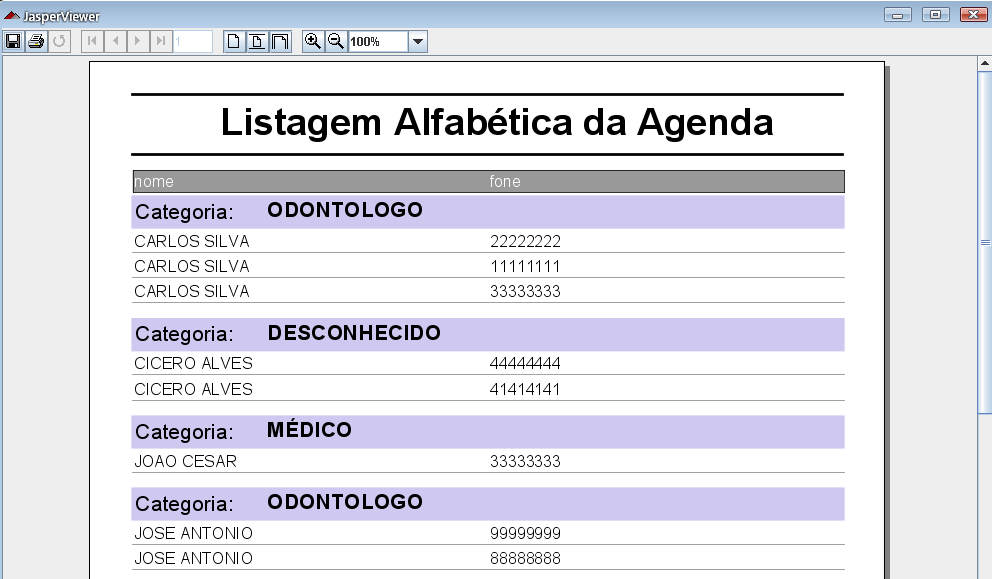 JasperViewer
1 100%
Listagem Alfabética da Agenda
nome fone
Categoria: ODONTOLOGO
CARLOS SILVA 22222222
CARLOS SILVA 11111111
CARLOS SILVA 33333333
Categoria: DESCONHECIDO
CICERO ALVES 44444444
CICERO ALVES 41414141
Categoria: MÉDICO
JOAO CESAR 33333333
Categoria: ODONTOLOGO
JOSE ANTONIO 99999999
JOSE ANTONIO 88888888